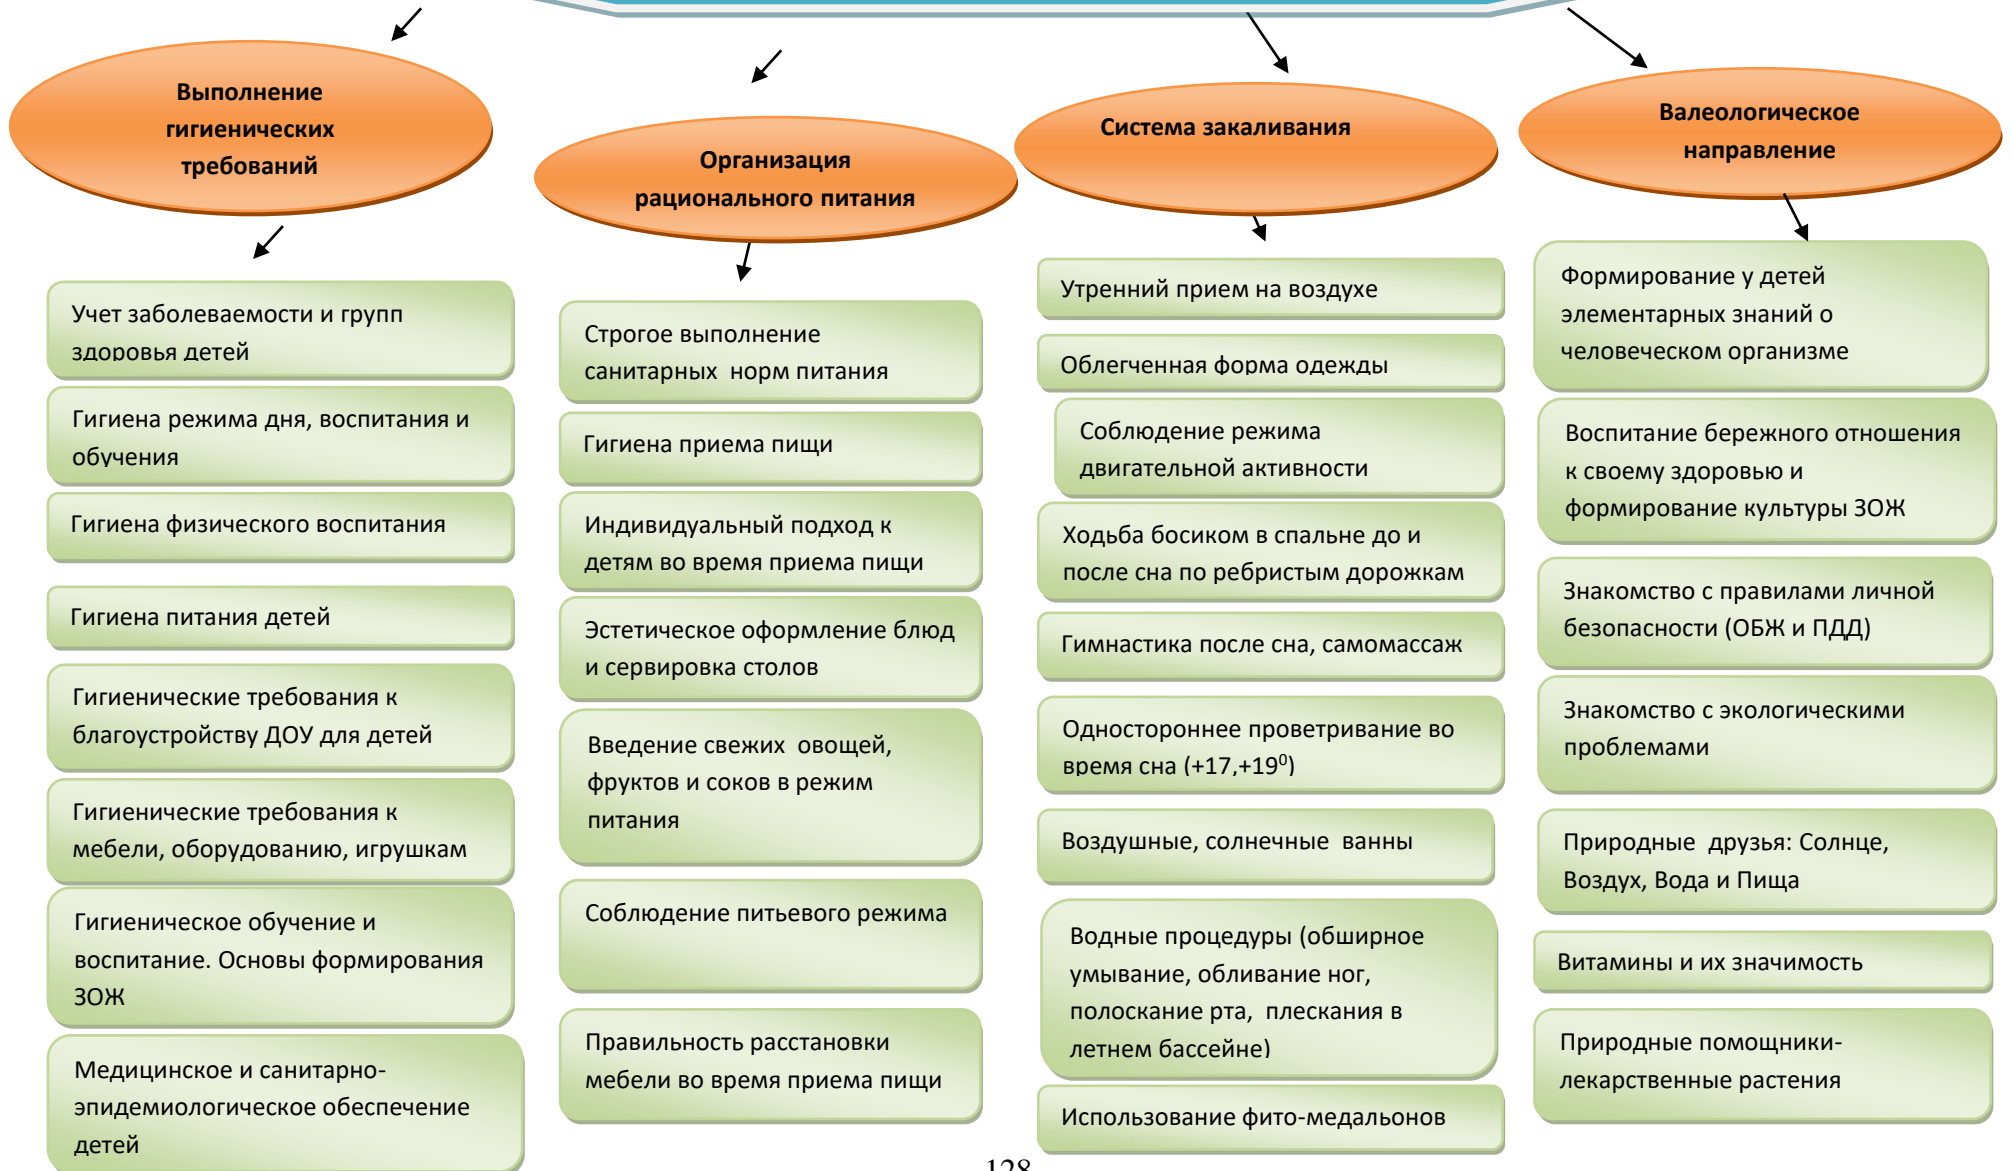 Выполнение
гигиенических
требований
Учет заболеваемости и групп
здоровья детей
Гигиена режима дня, воспитания и
обучения
Гигиена физического воспитания
Гигиена питания детей
Гигиенические требования к
благоустройству ДОУ для детей
Гигиенические требования к
мебели, оборудованию, игрушкам
Гигиеническое обучение и
воспитание. Основы формирования
ЗОЖ
Медицинское и санитарно-
эпидемиологическое обеспечение
детей
Организация
рационального питания
Строгое выполнение
санитарных норм питания
Гигиена приема пищи
Индивидуальный подход к
детям во время приема пищи
Эстетическое оформление блюд
и сервировка столов
Введение свежих овощей,
фруктов и соков в режим
питания
Соблюдение питьевого режима
Правильность расстановки
мебели во время приема пищи
Система закаливания
Утренний прием на воздухе
Облегченная форма одежды
Соблюдение режима
двигательной активности
Ходьба босиком в спальне до и
после сна по ребристым дорожкам
Гимнастика после сна, самомассаж
Одностороннее проветривание во
время сна (+17,+19⁰)
Воздушные, солнечные ванны
Водные процедуры (обширное
умывание, обливание ног,
полоскание рта, плескания в
летнем бассейне)
Использование фито-медальонов
Валеологическое
направление
Формирование у детей
элементарных знаний о
человеческом организме
Воспитание бережного отношения
к своему здоровью и
формирование культуры ЗОЖ
Знакомство с правилами личной
безопасности (ОБЖ и ПДД)
Знакомство с экологическими
проблемами
Природные друзья: Солнце,
Воздух, Вода и Пища
Витамины и их значимость
Природные помощники-
лекарственные растения
128